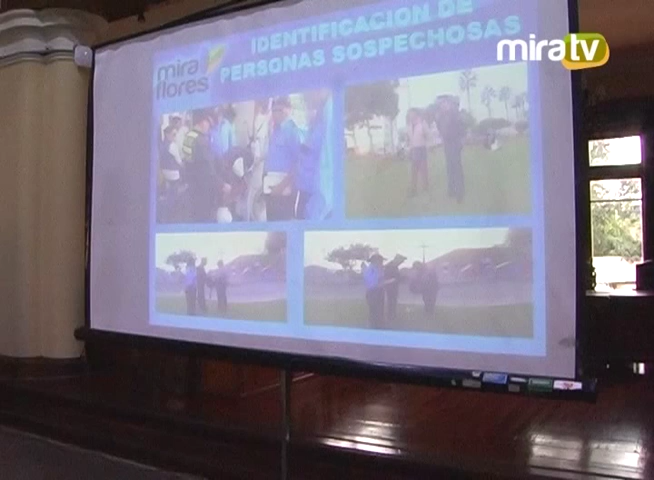 miratv
IDENTIFICACION DE
PERSONAS SOSPECHOSAS
mira
flores